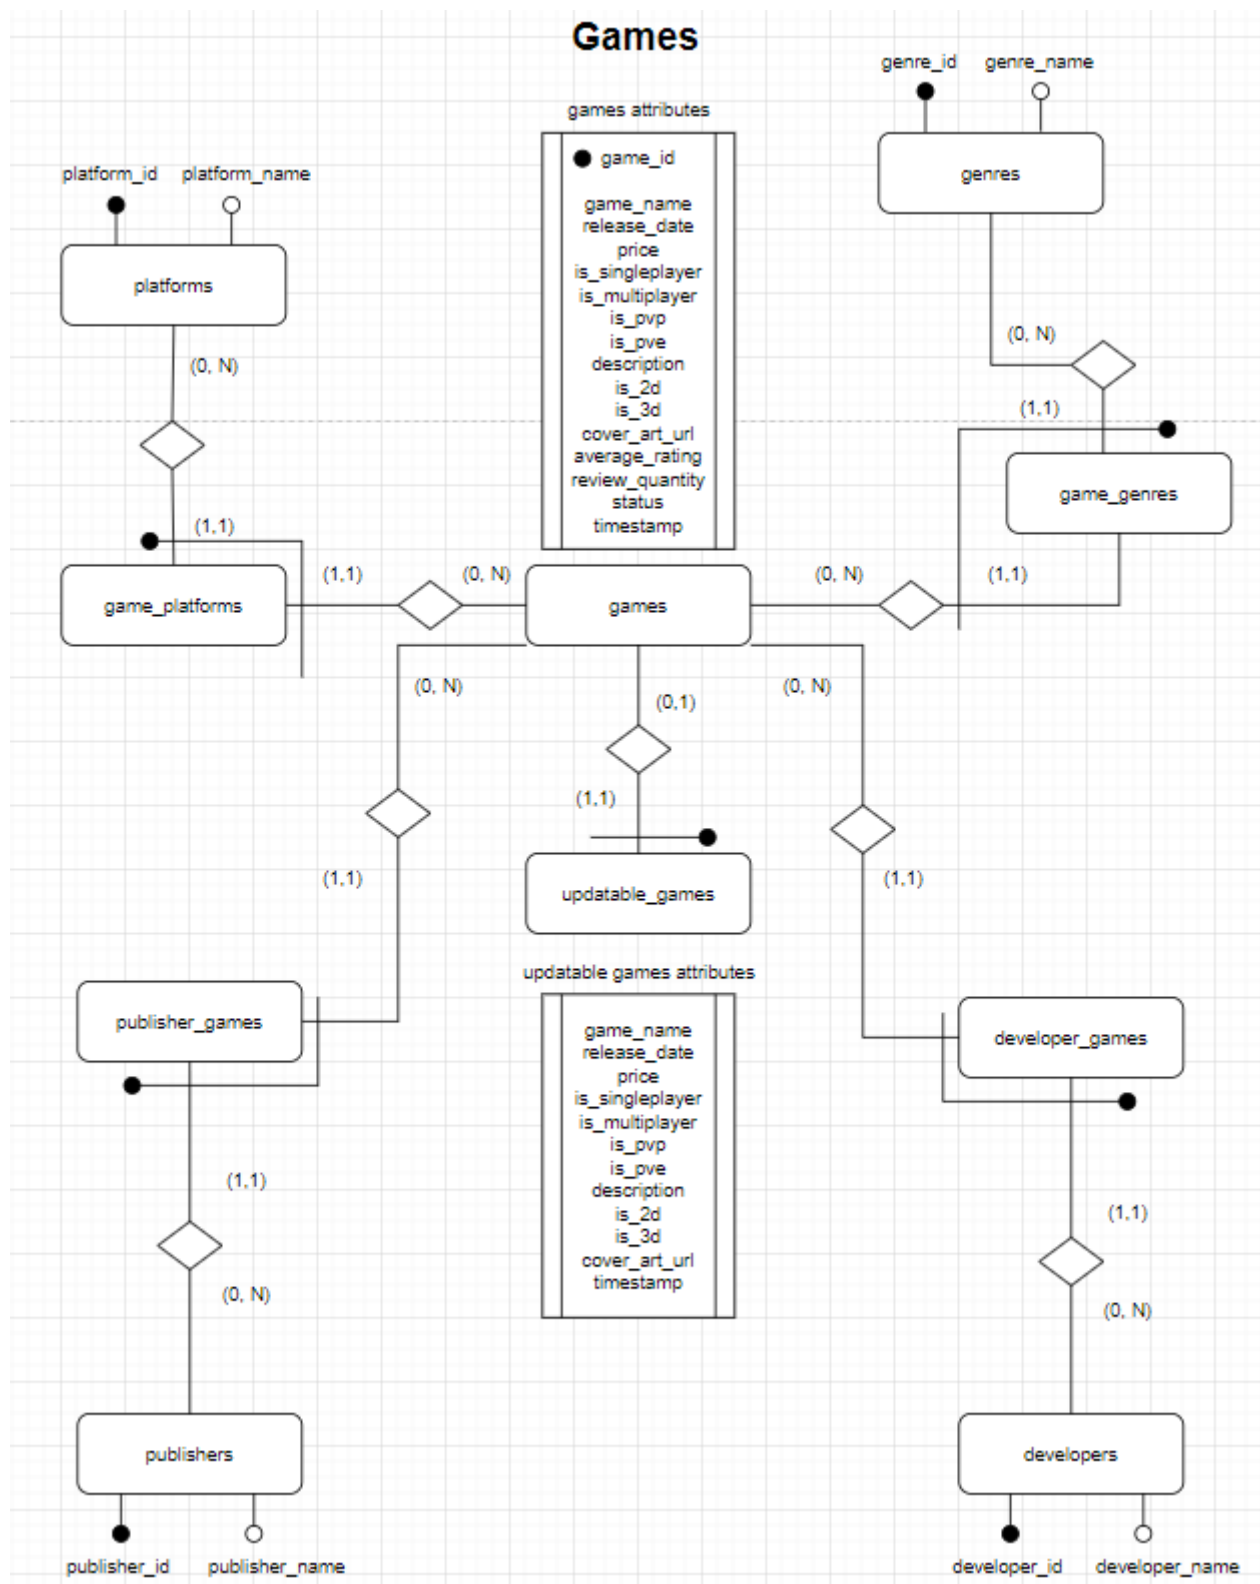 Games
genre_id genre_name
games attributes
game_id
game_name
release_date
price
is_singleplayer
is_multiplayer
is_pvp
is_pve
description
is_2d
is_3d
cover_art_url
average_rating
review_quantity
status
timestamp
genres
platform_id platform_name
platforms
(0, N)
(0, N)
(1,1)
game_genres
(1,1)
(1,1)
(0, N)
(0, N)
(1,1)
game_platforms
games
(0, N)
(0,1)
(0, N)
(1,1)
(1,1)
(1,1)
updatable_games
updatable games attributes
game_name
release_date
price
is_singleplayer
is_multiplayer
is_pvp
is_pve
description
is_2d
is_3d
cover_art_url
timestamp
publisher_games
developer_games
(1,1)
(1,1)
(0, N)
(0, N)
publishers
developers
publisher_id publisher_name
developer_id developer_name